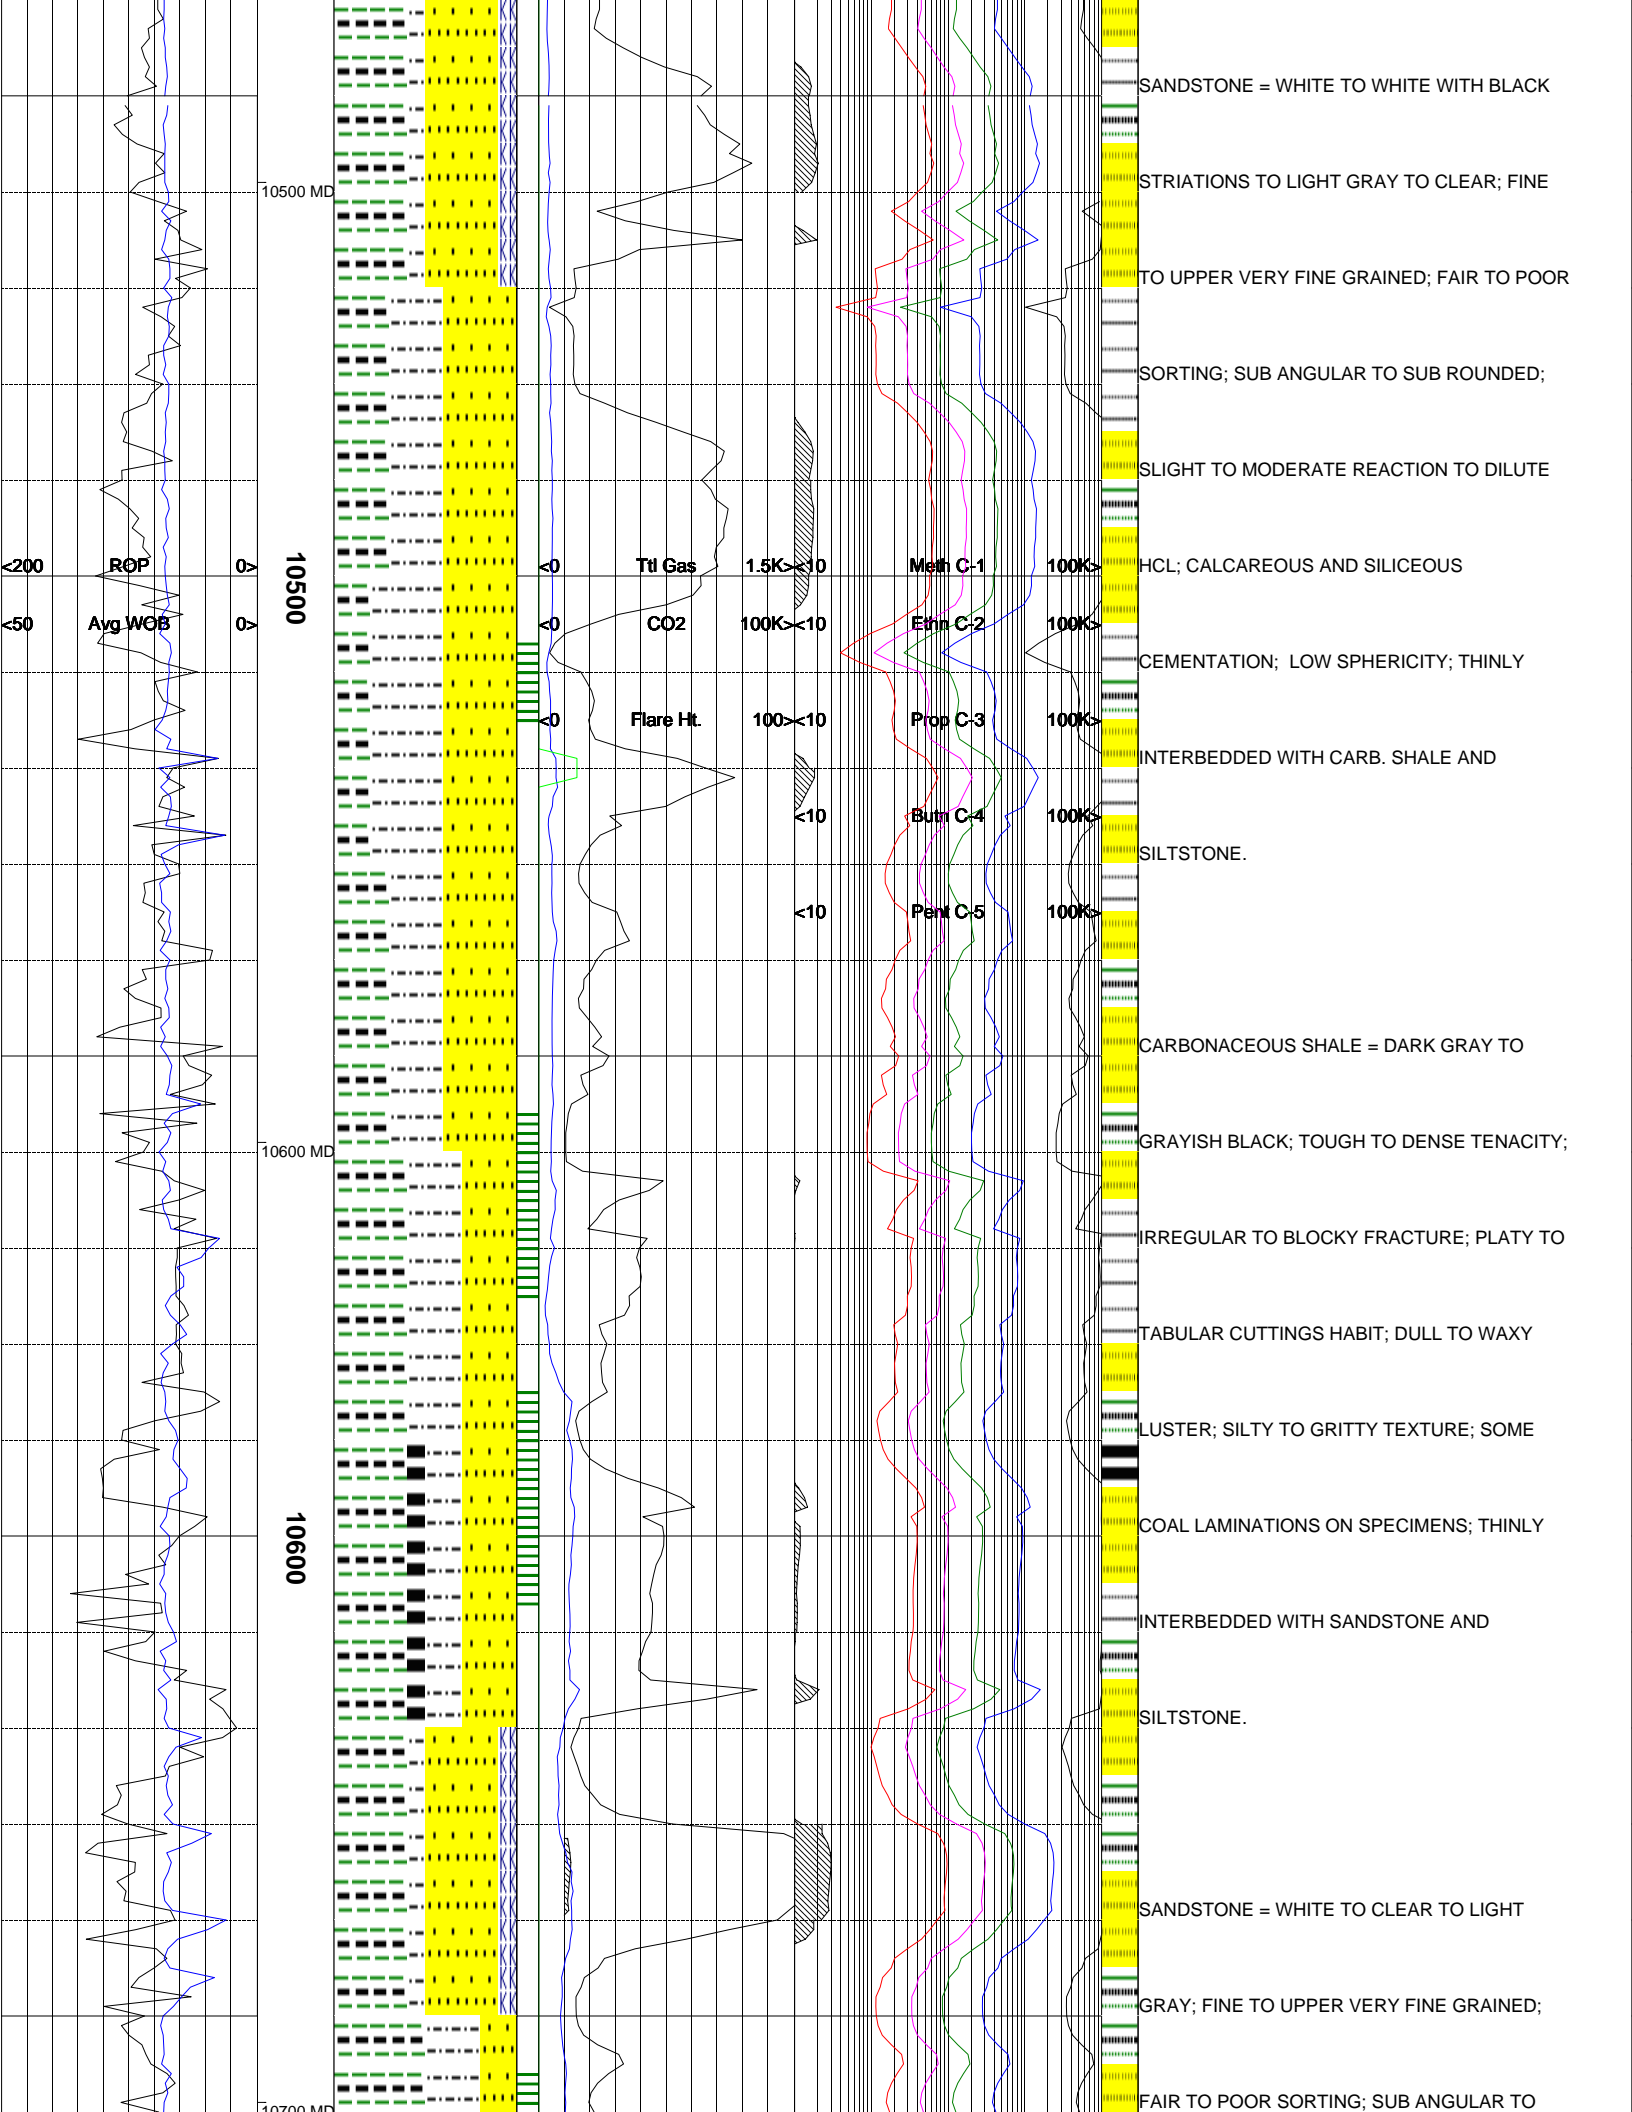 SANDSTONE = WHITE TO WHITE WITH BLACK
10500 MD
STRIATIONS TO LIGHT GRAY TO CLEAR; FINE
TO UPPER VERY FINE GRAINED; FAIR TO POOR
SORTING; SUB ANGULAR TO SUB ROUNDED;
SLIGHT TO MODERATE REACTION TO DILUTE
<200 ROP 0> 10500 <0 Ttl Gas 1.5K> <10 Meth C-1 100K> HCL; CALCAREOUS AND SILICEOUS
<50 Avg WOB 0> <0 CO2 100K> <10 Ethn C-2 100K>
CEMENTATION;  LOW SPHERICITY; THINLY
<0 Flare Ht. 100> <10 Prop C-3 100K>
INTERBEDDED WITH CARB. SHALE AND
<10 Butn C-4 100K>
SILTSTONE.
<10 Pent C-5 100K>
CARBONACEOUS SHALE = DARK GRAY TO
10600 MD
GRAYISH BLACK; TOUGH TO DENSE TENACITY;
IRREGULAR TO BLOCKY FRACTURE; PLATY TO
TABULAR CUTTINGS HABIT; DULL TO WAXY
LUSTER; SILTY TO GRITTY TEXTURE; SOME
10600 COAL LAMINATIONS ON SPECIMENS; THINLY
INTERBEDDED WITH SANDSTONE AND
SILTSTONE.
SANDSTONE = WHITE TO CLEAR TO LIGHT
GRAY; FINE TO UPPER VERY FINE GRAINED;
10700 MD FAIR TO POOR SORTING; SUB ANGULAR TO